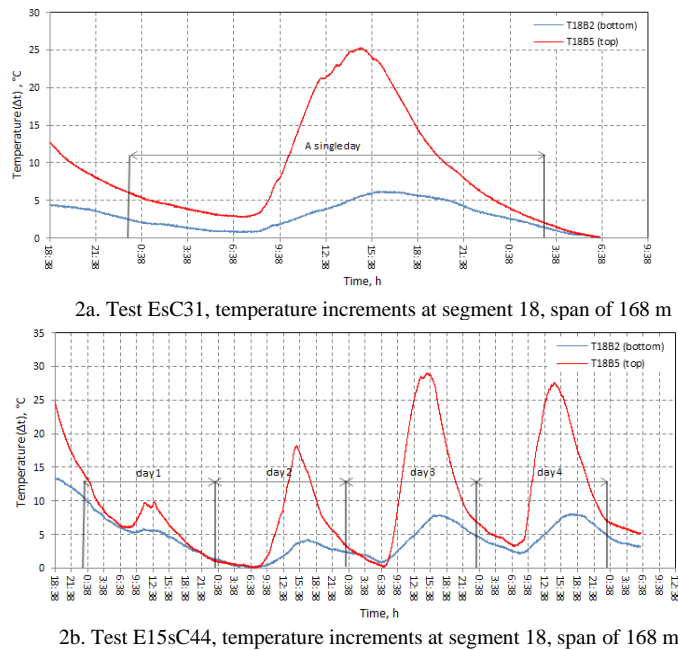 30
25
20
15
10
5
0
Temperature (Δt), °C
T18B2 (bottom)
T18B5 (top)
A single day
18:38 21:38 0:38 3:38 6:38 9:38 12:38 15:38 18:38 21:38 0:38 3:38 6:38 9:38
Time, h
2a. Test EsC31, temperature increments at segment 18, span of 168 m
35
30
25
20
15
10
5
0
Temperature (Δt), °C
T18B2 (bottom)
T18B5 (top)
day1 day2 day3 day4
18:38 21:38 0:38 3:38 6:38 9:38 12:38 15:38 18:38 21:38 0:38 3:38 6:38 9:38 12:38 15:38 18:38 21:38 0:38 3:38 6:38 9:38 12:38 15:38 18:38 21:38 0:38 3:38 6:38 9:38 12:38 15:38 18:38 21:38 0:38 3:38 6:38 9:38 12:38
Time, h
2b. Test E15sC44, temperature increments at segment 18, span of 168 m